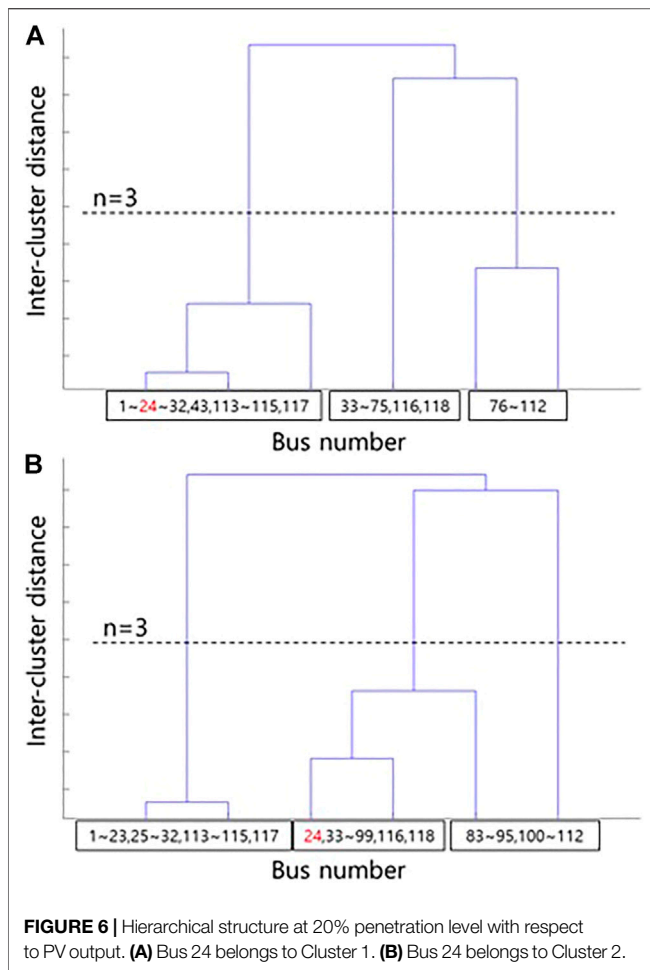 A
Inter-cluster distance
n=3
1~24~32,43,113~115,117
33~75,116,118
76~112
Bus number
B
Inter-cluster distance
n=3
1~23,25~32,113~115,117
24,33~99,116,118
83~95,100~112
Bus number
FIGURE 6 | Hierarchical structure at 20% penetration level with respect
to PV output. (A) Bus 24 belongs to Cluster 1. (B) Bus 24 belongs to Cluster 2.